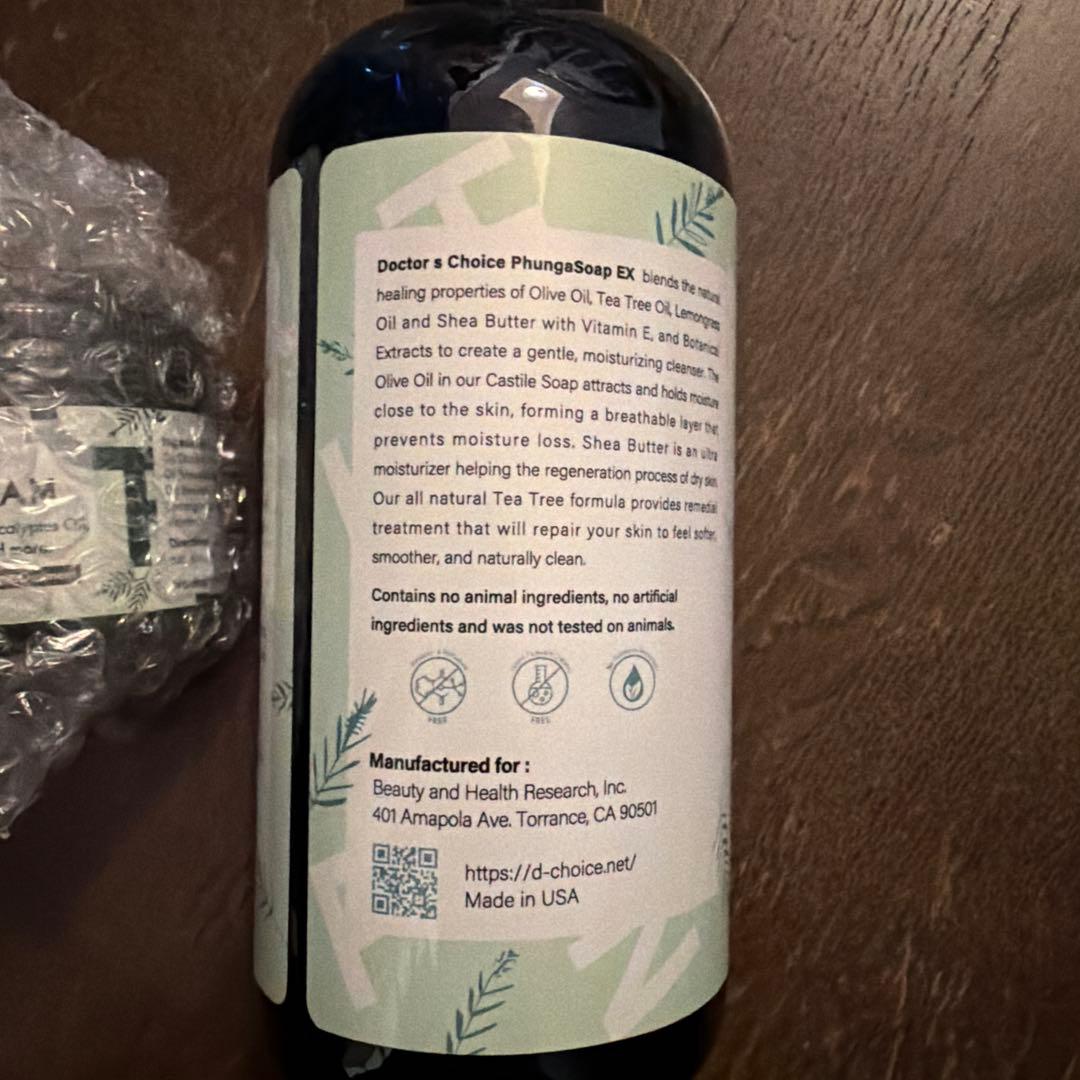 Doctor s Choice PhungaSoap EX blends the natural
healing properties of Olive Oil, Tea Tree Oil, Lemongrass
Oil and Shea Butter with Vitamin E, and Botanical
Extracts to create a gentle, moisturizing cleanser. The
Olive Oil in our Castile Soap attracts and holds moisture
close to the skin, forming a breathable layer that
prevents moisture loss. Shea Butter is an ultra
moisturizer helping the regeneration process of dry skin.
Our all natural Tea Tree formula provides remedial
treatment that will repair your skin to feel softer,
smoother, and naturally clean.
Contains no animal ingredients, no artificial
ingredients and was not tested on animals.
FREE
FREE
Manufactured for :
Beauty and Health Research, Inc.
401 Amapola Ave. Torrance, CA 90501
https://d-choice.net/
Made in USA